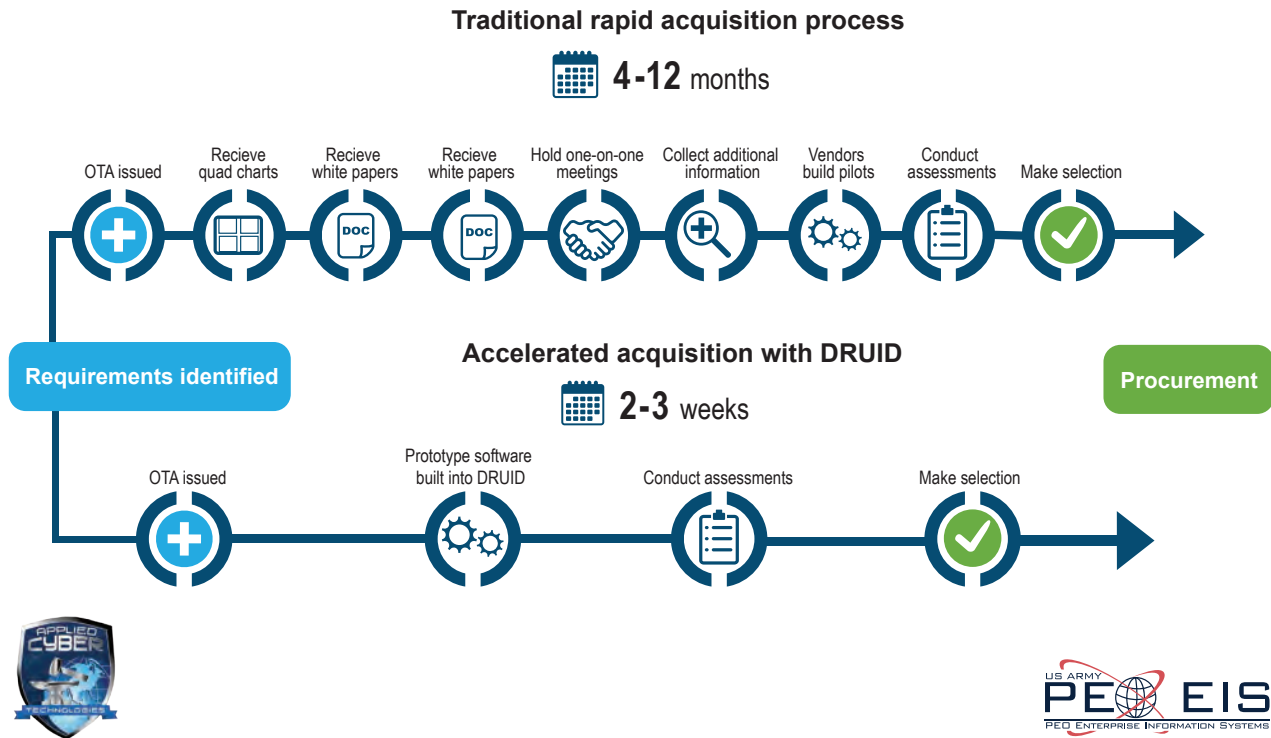 Traditional rapid acquisition process
4-12 months
OTA issued
Recieve
quad charts
Recieve
white papers
DOC
Recieve
white papers
DOC
Hold one-on-one
meetings
Collect additional
information
Vendors
build pilots
Conduct
assessments
Make selection
Requirements identified
Accelerated acquisition with DRUID
2-3 weeks
Procurement
OTA issued
Prototype software
built into DRUID
Conduct assessments
Make selection
APPLIED
CYBER
TECHNOLOGIES
US ARMY
PEO EIS
PEO ENTERPRISE INFORMATION SYSTEMS